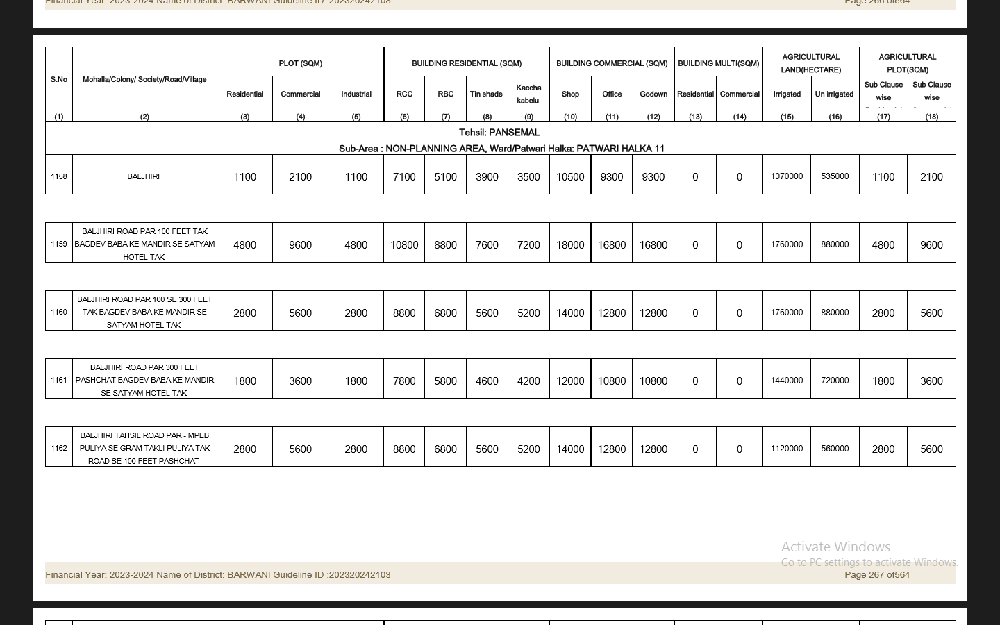 Financial Year: 2023-2024 Name of District: BARWANI Guideline ID :202320242103 Page 266 of564
S.No Mohalla/Colony/ Society/Road/Village PLOT (SQM) BUILDING RESIDENTIAL (SQM) BUILDING COMMERCIAL (SQM) BUILDING MULTI(SQM) AGRICULTURAL LAND(HECTARE) AGRICULTURAL PLOT(SQM)
Residential Commercial Industrial RCC RBC Tin shade Kaccha kabelu Shop Office Godown Residential Commercial Irrigated Un irrigated Sub Clause wise Sub Clause wise
(1) (2) (3) (4) (5) (6) (7) (8) (9) (10) (11) (12) (13) (14) (15) (16) (17) (18)
Tehsil: PANSEMAL
Sub-Area : NON-PLANNING AREA, Ward/Patwari Halka: PATWARI HALKA 11
1158 BALJHIRI 1100 2100 1100 7100 5100 3900 3500 10500 9300 9300 0 0 1070000 535000 1100 2100
BALJHIRI ROAD PAR 100 FEET TAK
1159 BAGDEV BABA KE MANDIR SE SATYAM 4800 9600 4800 10800 8800 7600 7200 18000 16800 16800 0 0 1760000 880000 4800 9600
HOTEL TAK
BALJHIRI ROAD PAR 100 SE 300 FEET
1160 TAK BAGDEV BABA KE MANDIR SE 2800 5600 2800 8800 6800 5600 5200 14000 12800 12800 0 0 1760000 880000 2800 5600
SATYAM HOTEL TAK
BALJHIRI ROAD PAR 300 FEET
1161 PASHCHAT BAGDEV BABA KE MANDIR 1800 3600 1800 7800 5800 4600 4200 12000 10800 10800 0 0 1440000 720000 1800 3600
SE SATYAM HOTEL TAK
BALJHIRI TAHSIL ROAD PAR - MPEB
1162 PULIYA SE GRAM TAKLI PULIYA TAK 2800 5600 2800 8800 6800 5600 5200 14000 12800 12800 0 0 1120000 560000 2800 5600
ROAD SE 100 FEET PASHCHAT
Activate Windows
Go to PC settings to activate Windows.
Financial Year: 2023-2024 Name of District: BARWANI Guideline ID :202320242103 Page 267 of564